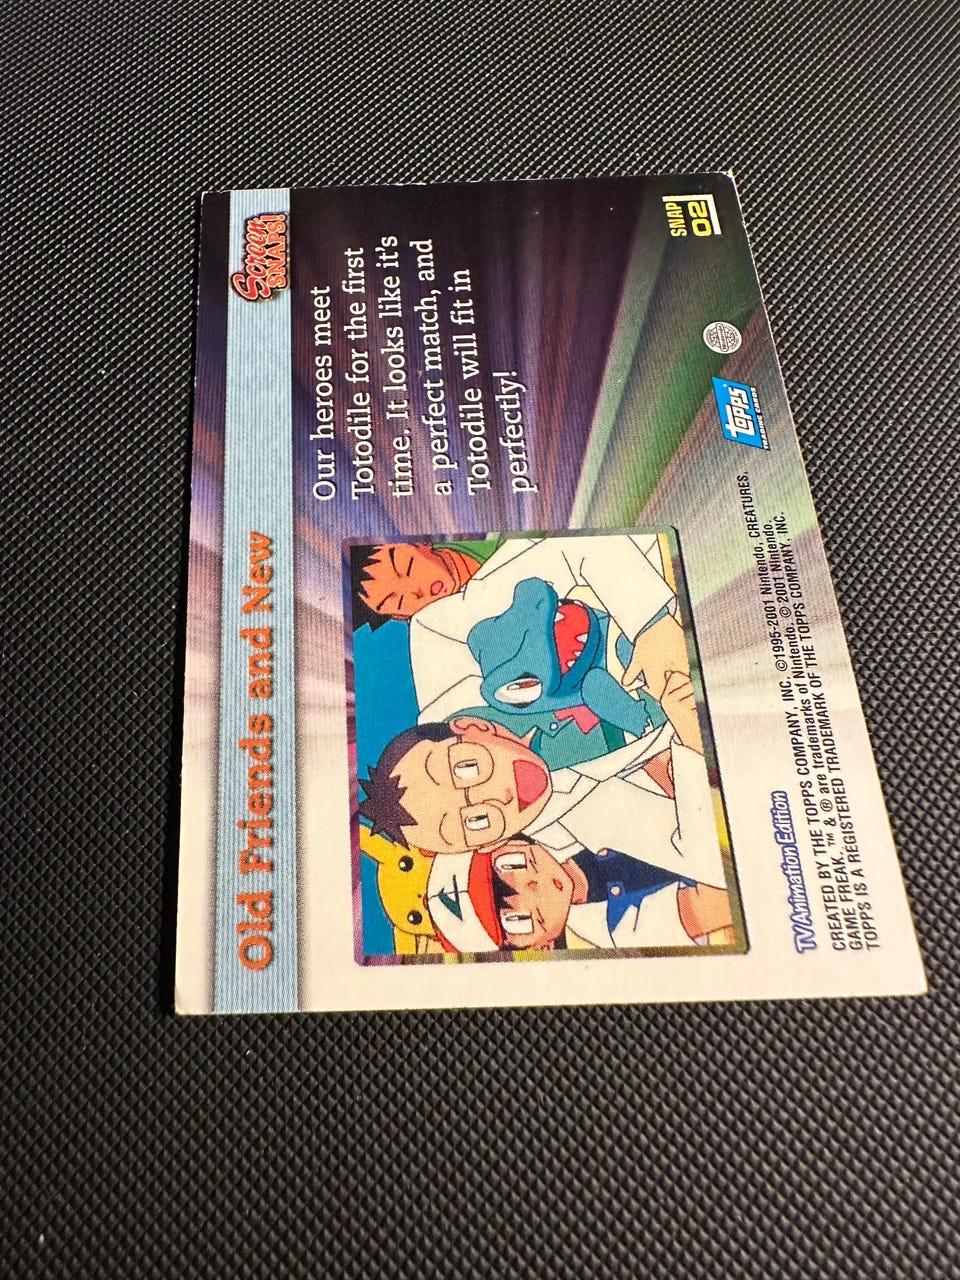 Old Friends and New
Screen
SNAPS!
Our heroes meet
Totodile for the first
time. It looks like it's
a perfect match, and
Totodile will fit in
perfectly!
SNAP
02
TV Animation Edition
topps
TRADING CARDS
CREATED BY THE TOPPS COMPANY, INC. ©1995-2001 Nintendo, CREATURES,
GAME FREAK. ™ & ® are trademarks of Nintendo. © 2001 Nintendo.
TOPPS IS A REGISTERED TRADEMARK OF THE TOPPS COMPANY, INC.